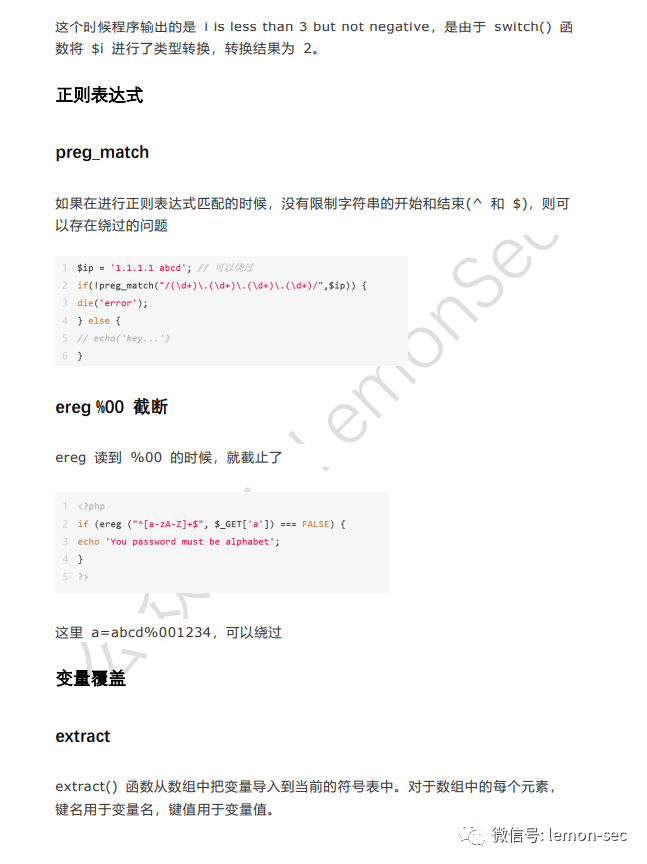 这个时候程序输出的是 i is less than 3 but not negative，是由于 switch() 函
数将 $i 进行了类型转换，转换结果为 2。
正则表达式
preg_match
如果在进行正则表达式匹配的时候，没有限制字符串的开始和结束(^ 和 $)，则可
以存在绕过的问题
1 $ip = '1.1.1.1 abcd'; // 可以绕过
2 if(!preg_match("/(\d+)\.(\d+)\.(\d+)\.(\d+)/",$ip)) {
3 die('error');
4 } else {
5 // echo('key...')
6 }
ereg %00 截断
ereg 读到 %00 的时候，就截止了
1 <?php
2 if (ereg ("^[a-zA-Z]+$", $_GET['a']) === FALSE) {
3 echo 'You password must be alphabet';
4 }
5 ?>
这里 a=abcd%001234，可以绕过
变量覆盖
extract
extract() 函数从数组中把变量导入到当前的符号表中。对于数组中的每个元素，
键名用于变量名，键值用于变量值。
LemonSec
微信号: lemon-sec